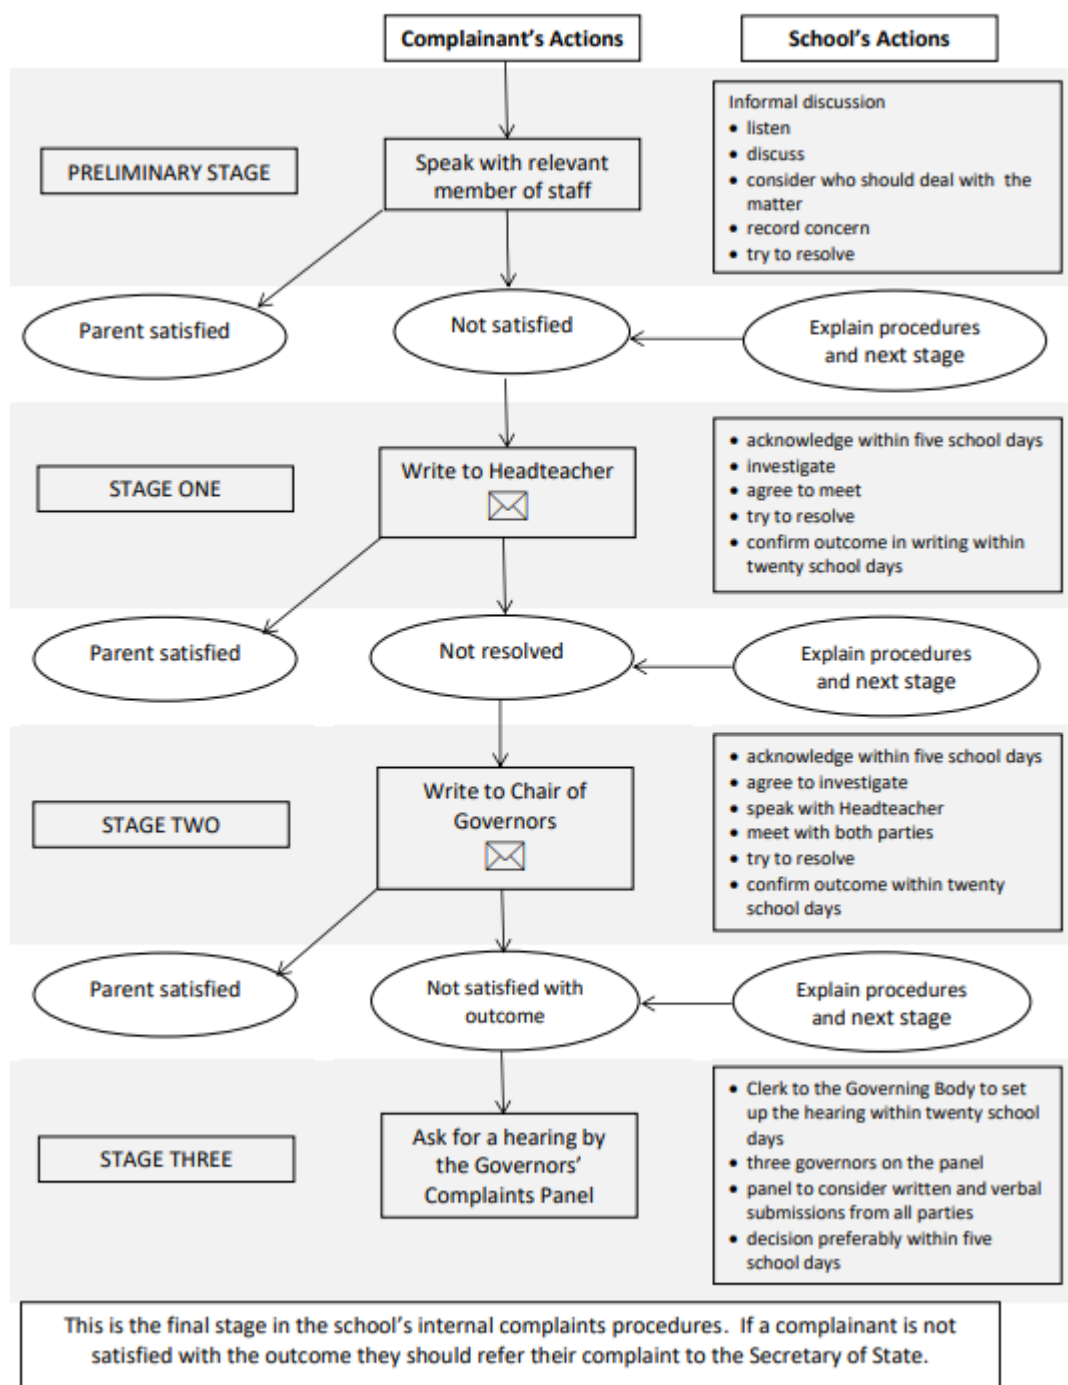 Complainant's Actions
School's Actions
PRELIMINARY STAGE
Speak with relevant
member of staff
Informal discussion
• listen
• discuss
• consider who should deal with the
matter
• record concern
• try to resolve
Parent satisfied
Not satisfied
Explain procedures
and next stage
STAGE ONE
Write to Headteacher
• acknowledge within five school days
• investigate
• agree to meet
• try to resolve
• confirm outcome in writing within
twenty school days
Parent satisfied
Not resolved
Explain procedures
and next stage
STAGE TWO
Write to Chair of
Governors
• acknowledge within five school days
• agree to investigate
• speak with Headteacher
• meet with both parties
• try to resolve
• confirm outcome within twenty
school days
Parent satisfied
Not satisfied with
outcome
Explain procedures
and next stage
STAGE THREE
Ask for a hearing by
the Governors'
Complaints Panel
• Clerk to the Governing Body to set
up the hearing within twenty school
days
• three governors on the panel
• panel to consider written and verbal
submissions from all parties
• decision preferably within five
school days
This is the final stage in the school's internal complaints procedures. If a complainant is not
satisfied with the outcome they should refer their complaint to the Secretary of State.